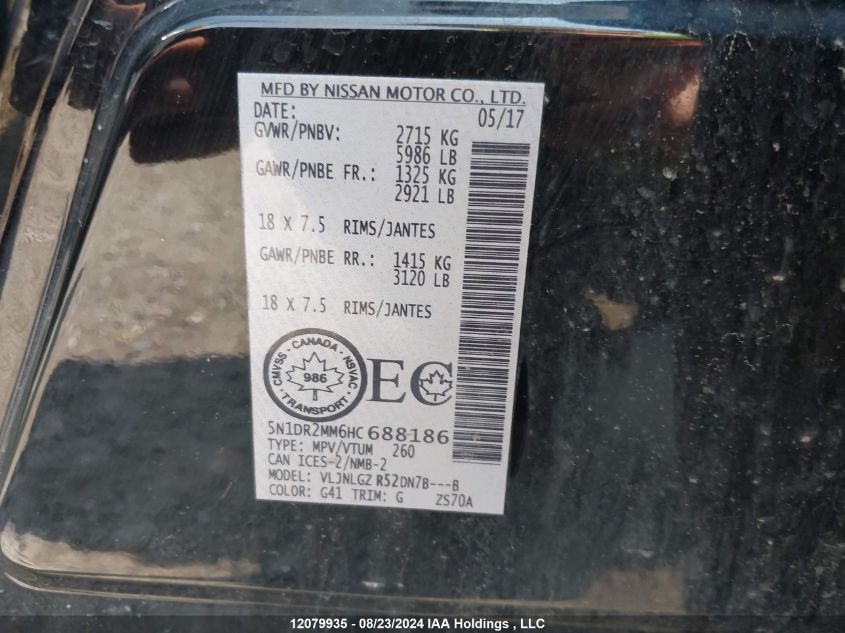 MFD BY NISSAN MOTOR CO., LTD.
DATE: 05/17
GVWR/PNBV: 2715 KG
5986 LB
GAWR/PNBE FR.: 1325 KG
2921 LB
18 X 7.5 RIMS/JANTES
GAWR/PNBE RR.: 1415 KG
3120 LB
18 X 7.5 RIMS/JANTES
CMVSS · CANADA · NSVAC
986
· TRANSPORT ·
EC
5N1DR2MM6HC688186
TYPE: MPV/VTUM 260
CAN ICES-2/NMB-2
MODEL: VLJNLGZ R52DN7B---B
COLOR: G41 TRIM: G ZS70A
12079935 - 08/23/2024 IAA Holdings , LLC